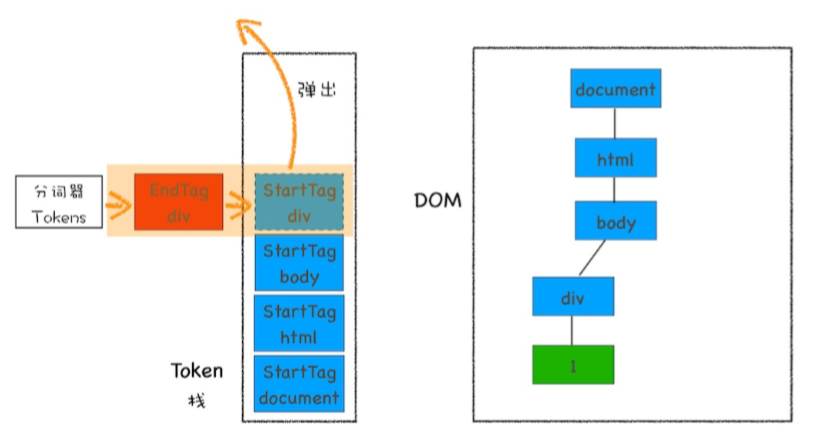 弹出
分词器
Tokens
EndTag
div
StartTag
div
StartTag
body
StartTag
html
StartTag
document
Token
栈
DOM
document
html
body
div
1